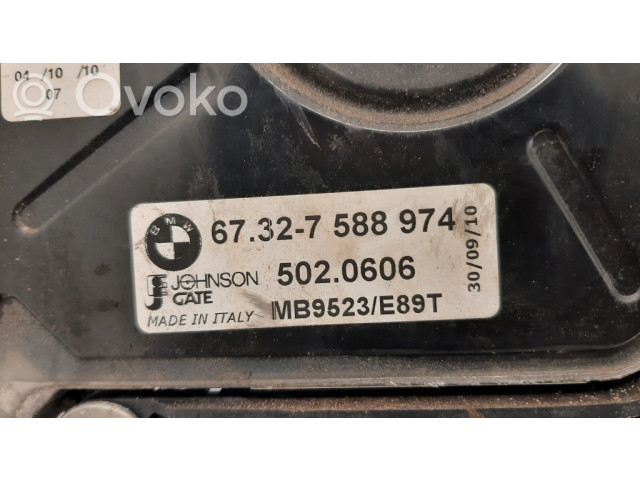 01 /10 /10
07
Ovoko
BMW
67.32-7 588 974
JOHNSON
GATE
502.0606
MADE IN ITALY
MB9523/E89T
30/09/10